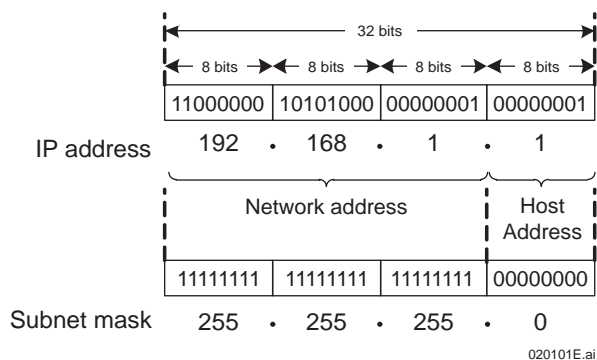 32 bits
8 bits 8 bits 8 bits 8 bits
11000000 10101000 00000001 00000001
IP address 192 . 168 . 1 . 1
Network address Host
Address
11111111 11111111 11111111 00000000
Subnet mask 255 . 255 . 255 . 0
020101E.ai